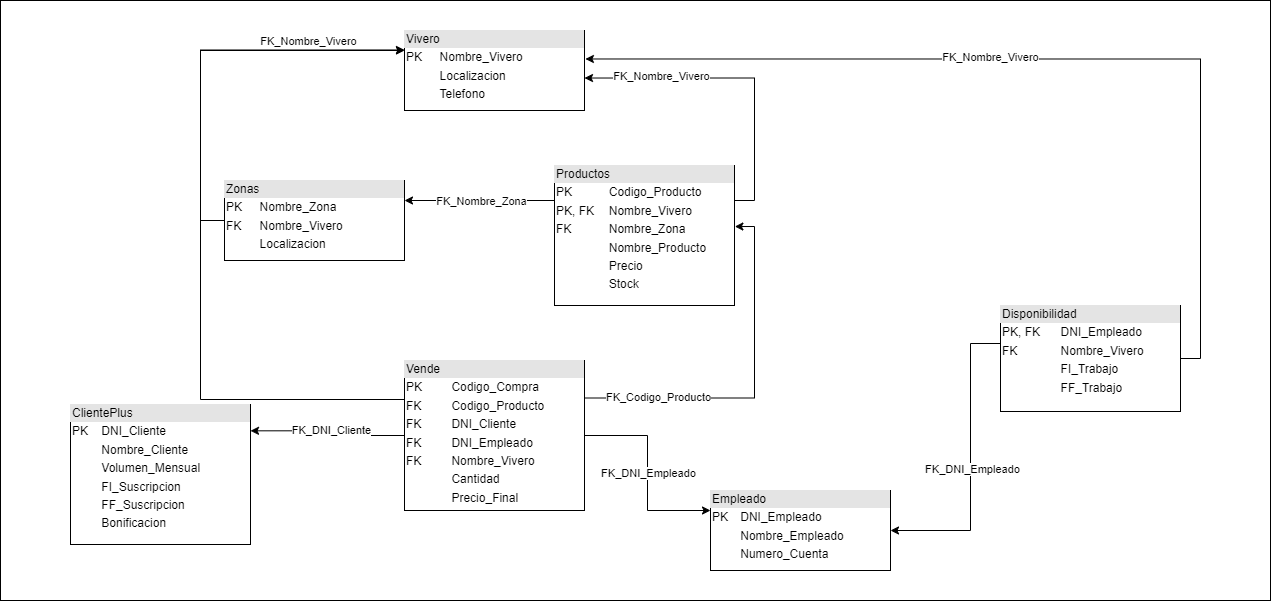 FK_Nombre_Vivero
Vivero
PK Nombre_Vivero
Localizacion
Telefono
FK_Nombre_Vivero
FK_Nombre_Vivero
Zonas
PK Nombre_Zona
FK Nombre_Vivero
Localizacion
FK_Nombre_Zona
Productos
PK Codigo_Producto
PK, FK Nombre_Vivero
FK Nombre_Zona
Nombre_Producto
Precio
Stock
Disponibilidad
PK, FK DNI_Empleado
FK Nombre_Vivero
FI_Trabajo
FF_Trabajo
Vende
PK Codigo_Compra
FK Codigo_Producto
FK DNI_Cliente
FK DNI_Empleado
FK Nombre_Vivero
Cantidad
Precio_Final
FK_Codigo_Producto
ClientePlus
PK DNI_Cliente
Nombre_Cliente
Volumen_Mensual
FI_Suscripcion
FF_Suscripcion
Bonificacion
FK_DNI_Cliente
FK_DNI_Empleado
FK_DNI_Empleado
Empleado
PK DNI_Empleado
Nombre_Empleado
Numero_Cuenta